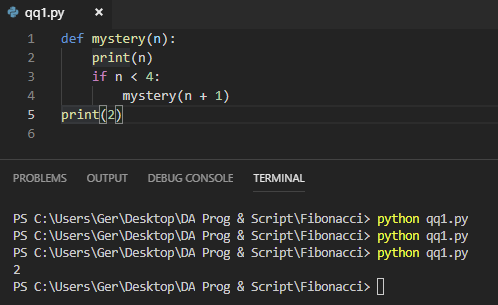 qq1.py ×
1 def mystery(n):
2     print(n)
3     if n < 4:
4         mystery(n + 1)
5 print(2)
6
PROBLEMS OUTPUT DEBUG CONSOLE TERMINAL
PS C:\Users\Ger\Desktop\DA Prog & Script\Fibonacci> python qq1.py
PS C:\Users\Ger\Desktop\DA Prog & Script\Fibonacci> python qq1.py
PS C:\Users\Ger\Desktop\DA Prog & Script\Fibonacci> python qq1.py
2
PS C:\Users\Ger\Desktop\DA Prog & Script\Fibonacci>